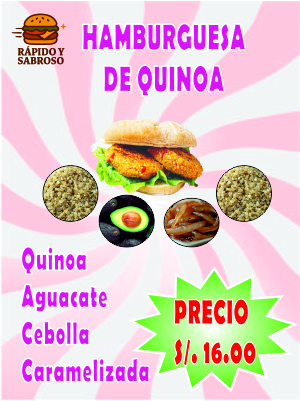 RÁPIDO Y
SABROSO
HAMBURGUESA
DE QUINOA
Quinoa
Aguacate
Cebolla
Caramelizada
PRECIO
S/. 16.00